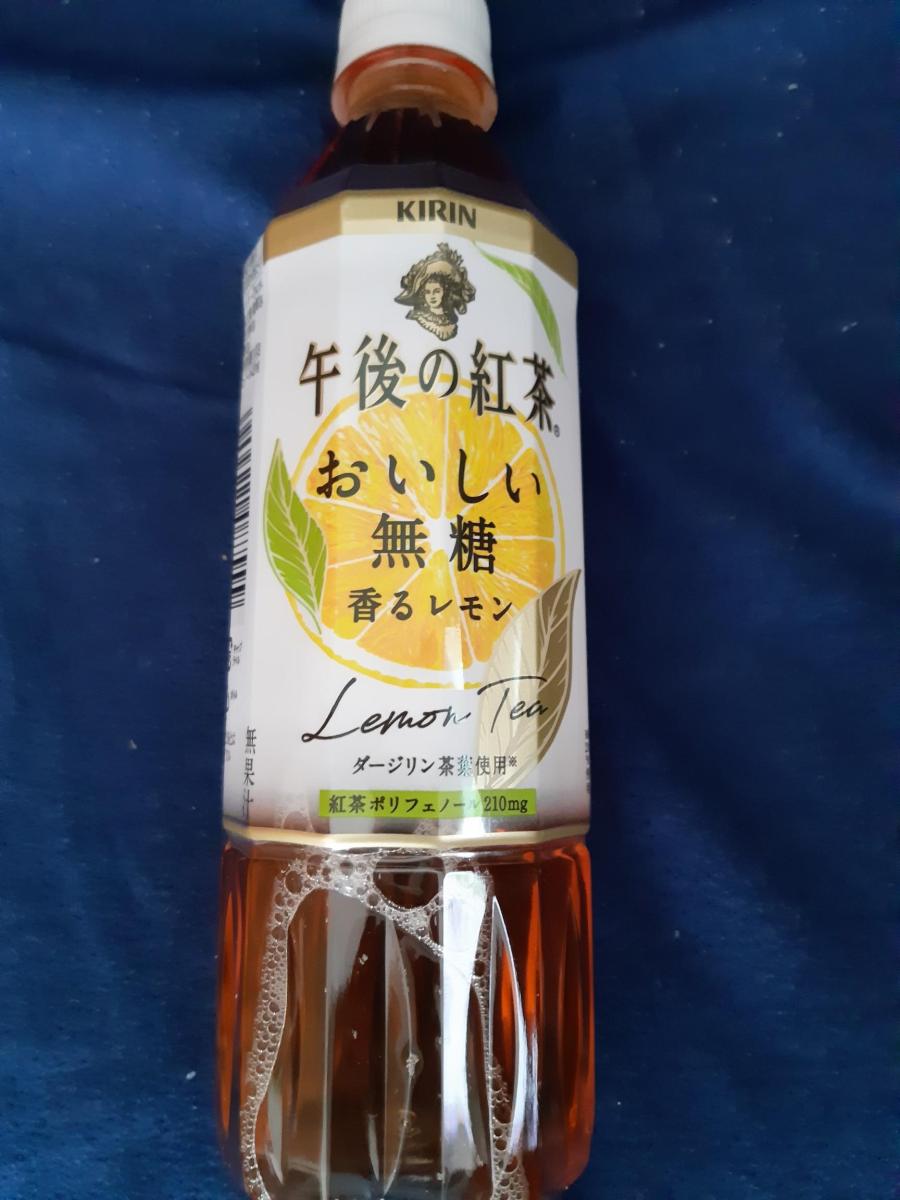 KIRIN
午後の紅茶®
おいしい
無糖
香るレモン
Lemon Tea
ダージリン茶葉使用※
紅茶ポリフェノール210mg
無果汁